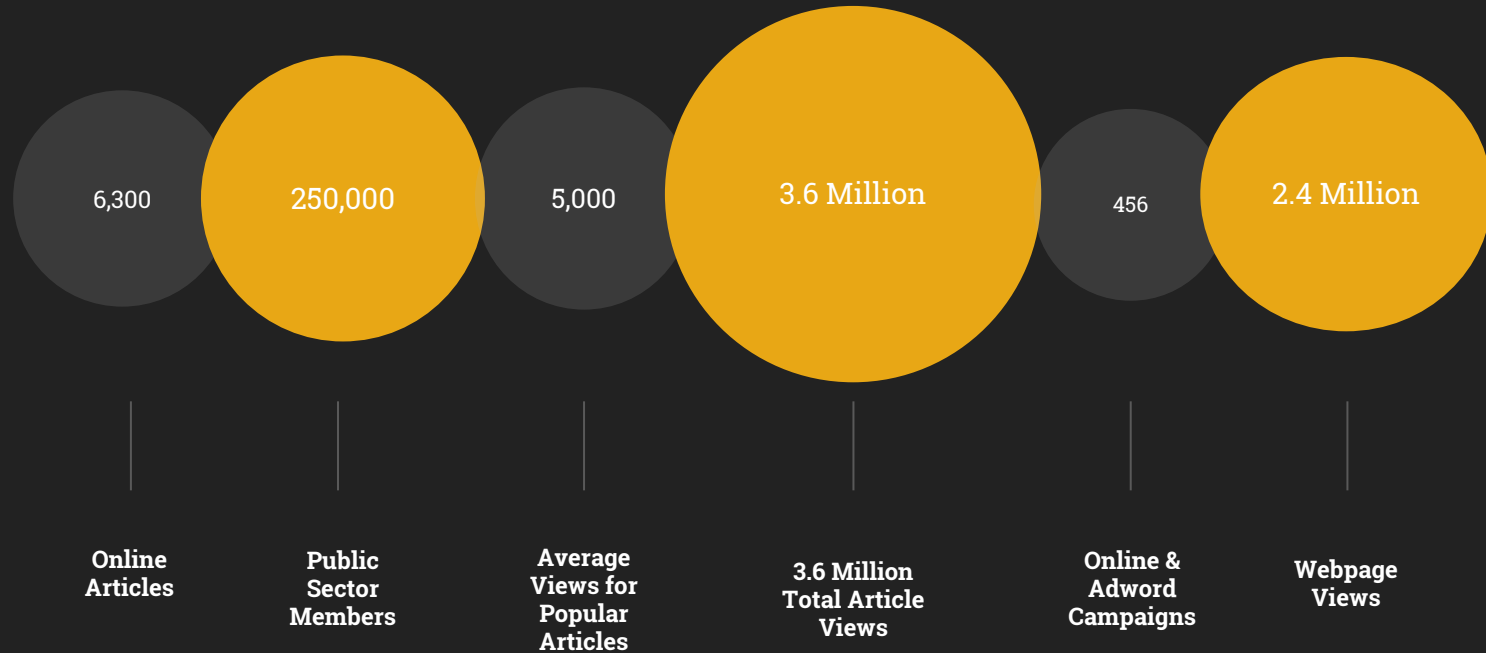 6,300
250,000
5,000
3.6 Million
456
2.4 Million
Online
Articles
Public
Sector
Members
Average
Views for
Popular
Articles
3.6 Million
Total Article
Views
Online &
Adword
Campaigns
Webpage
Views